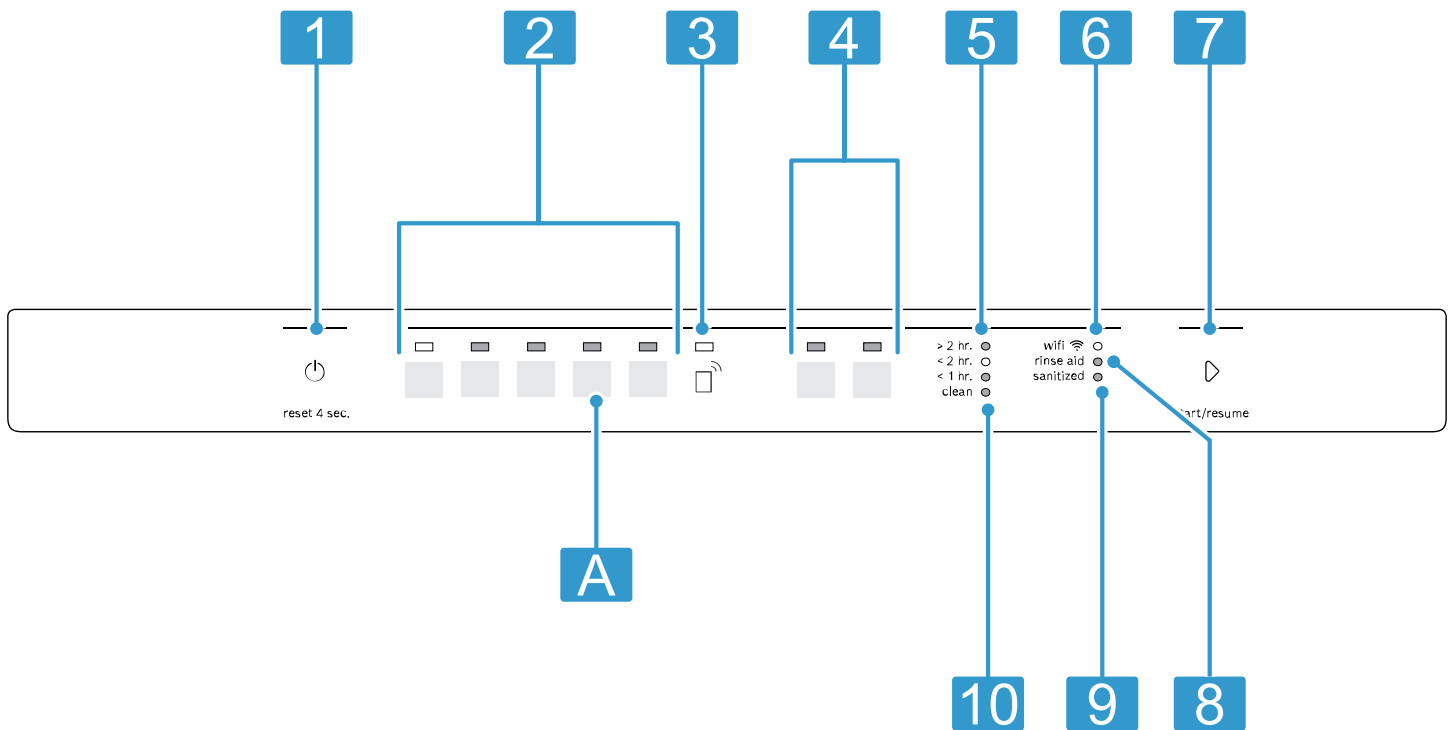 1
2
3
4
5
6
7
> 2 hr.
< 2 hr.
< 1 hr.
clean
wifi
rinse aid
sanitized
reset 4 sec.
art/resume
A
10
9
8